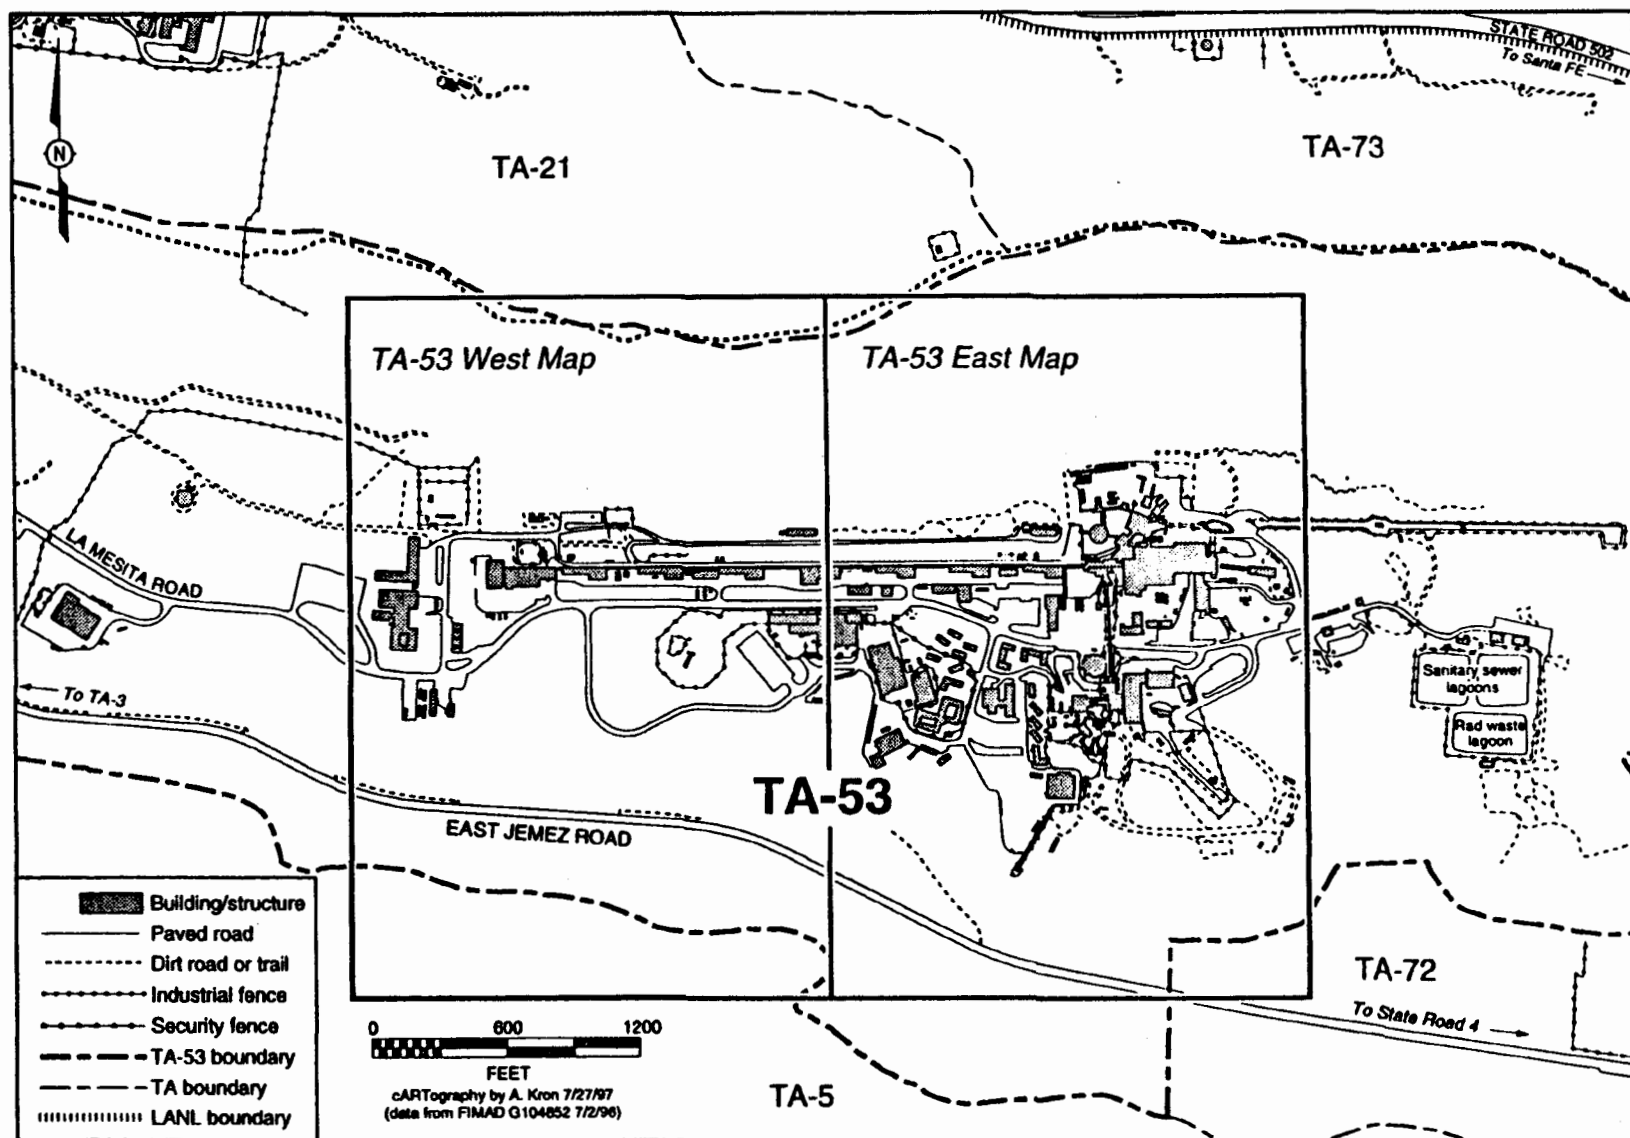 STATE ROAD 502
To Santa FE
N
TA-21
TA-73
TA-53 West Map
TA-53 East Map
LA MESITA ROAD
To TA-3
Sanitary sewer
lagoons
Rad waste
lagoon
TA-53
EAST JEMEZ ROAD
Building/structure
Paved road
Dirt road or trail
Industrial fence
Security fence
TA-53 boundary
TA boundary
LANL boundary
TA-72
To State Road 4
0 600 1200
FEET
cARTography by A. Kron 7/27/97
(data from FIMAD G104852 7/2/96)
TA-5